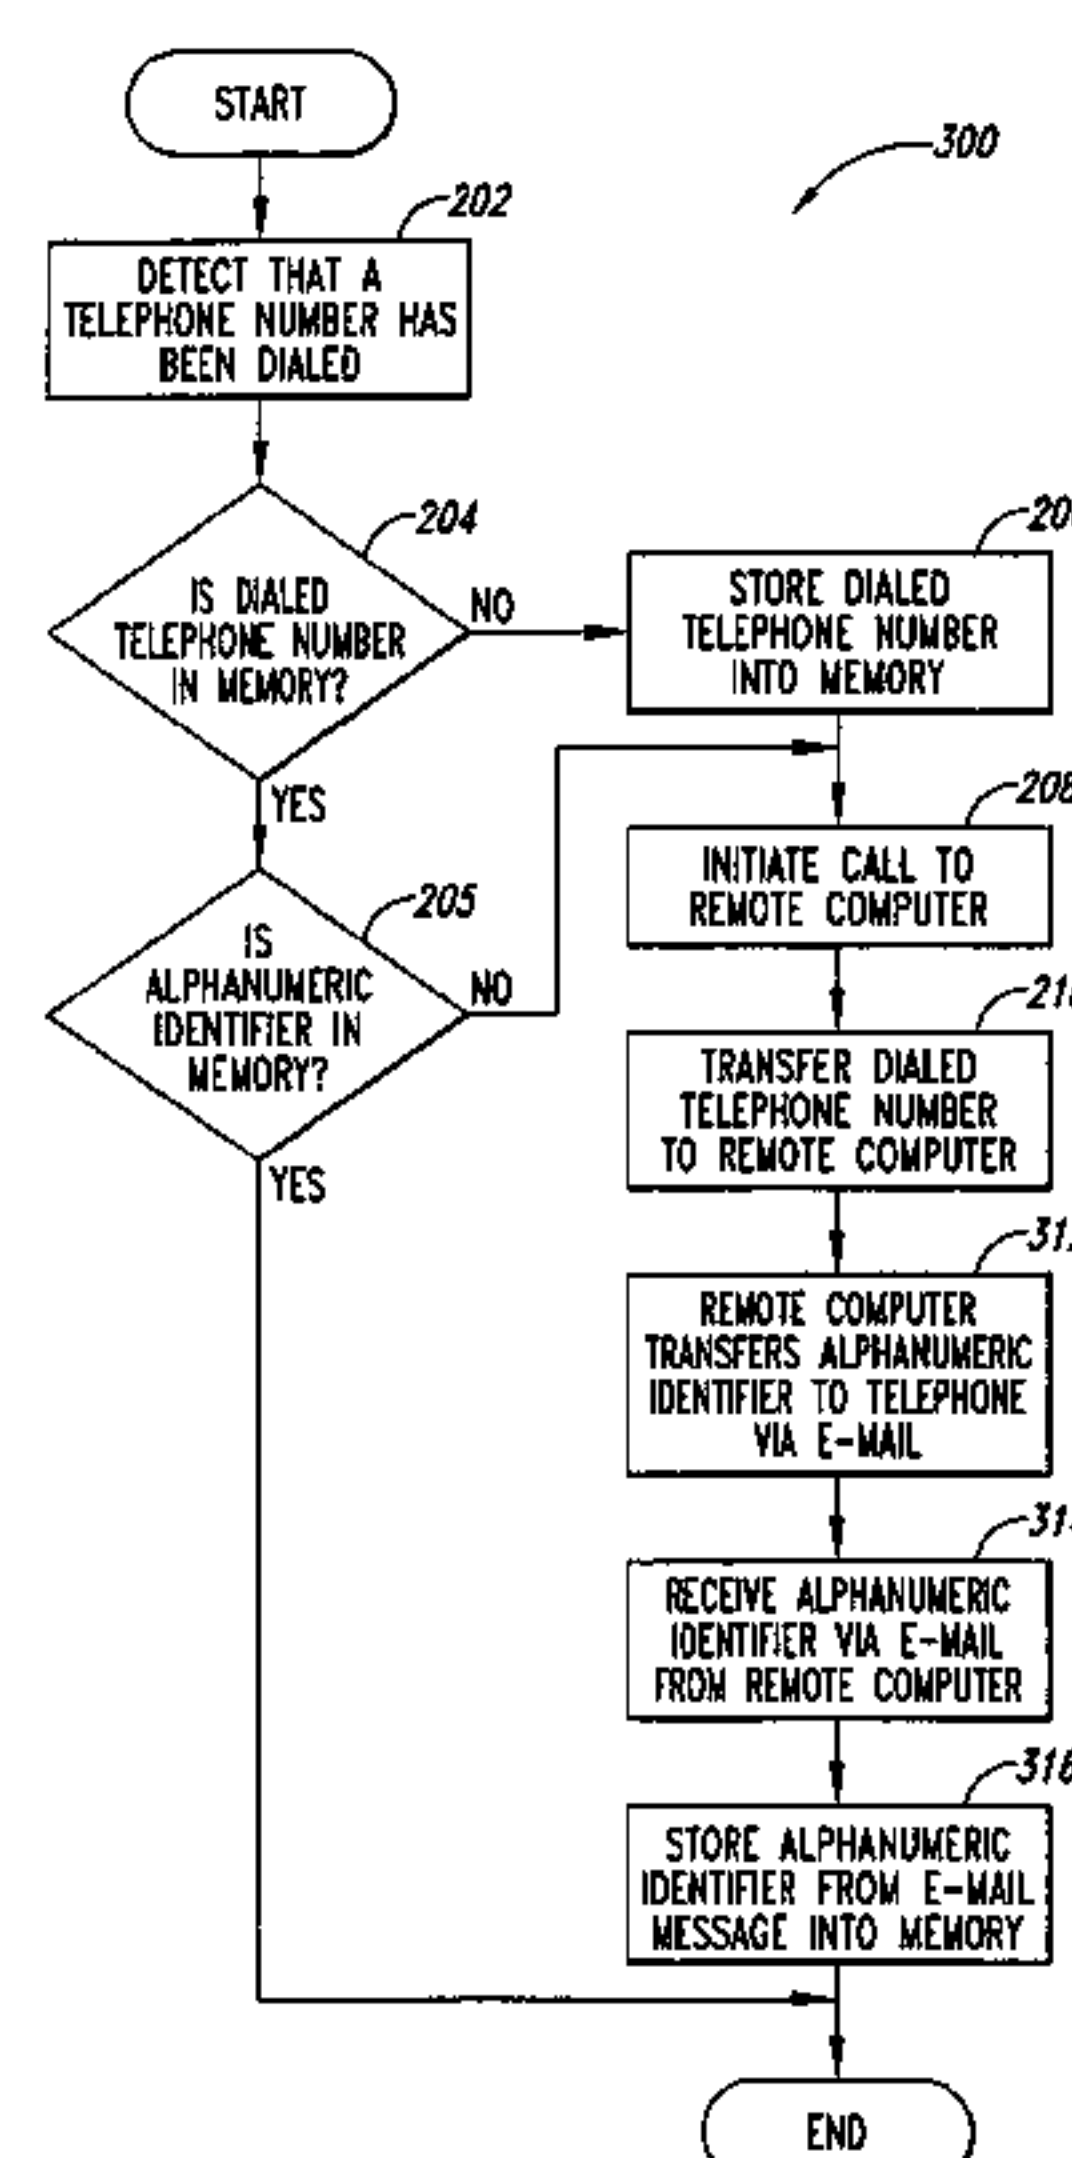 START
300
202
DETECT THAT A
TELEPHONE NUMBER HAS
BEEN DIALED
204
IS DIALED
TELEPHONE NUMBER
IN MEMORY?
NO
YES
STORE DIALED
TELEPHONE NUMBER
INTO MEMORY
205
IS
ALPHANUMERIC
IDENTIFIER IN
MEMORY?
NO
YES
208
INITIATE CALL TO
REMOTE COMPUTER
TRANSFER DIALED
TELEPHONE NUMBER
TO REMOTE COMPUTER
REMOTE COMPUTER
TRANSFERS ALPHANUMERIC
IDENTIFIER TO TELEPHONE
VIA E-MAIL
RECEIVE ALPHANUMERIC
IDENTIFIER VIA E-MAIL
FROM REMOTE COMPUTER
316
STORE ALPHANUMERIC
IDENTIFIER FROM E-MAIL
MESSAGE INTO MEMORY
END